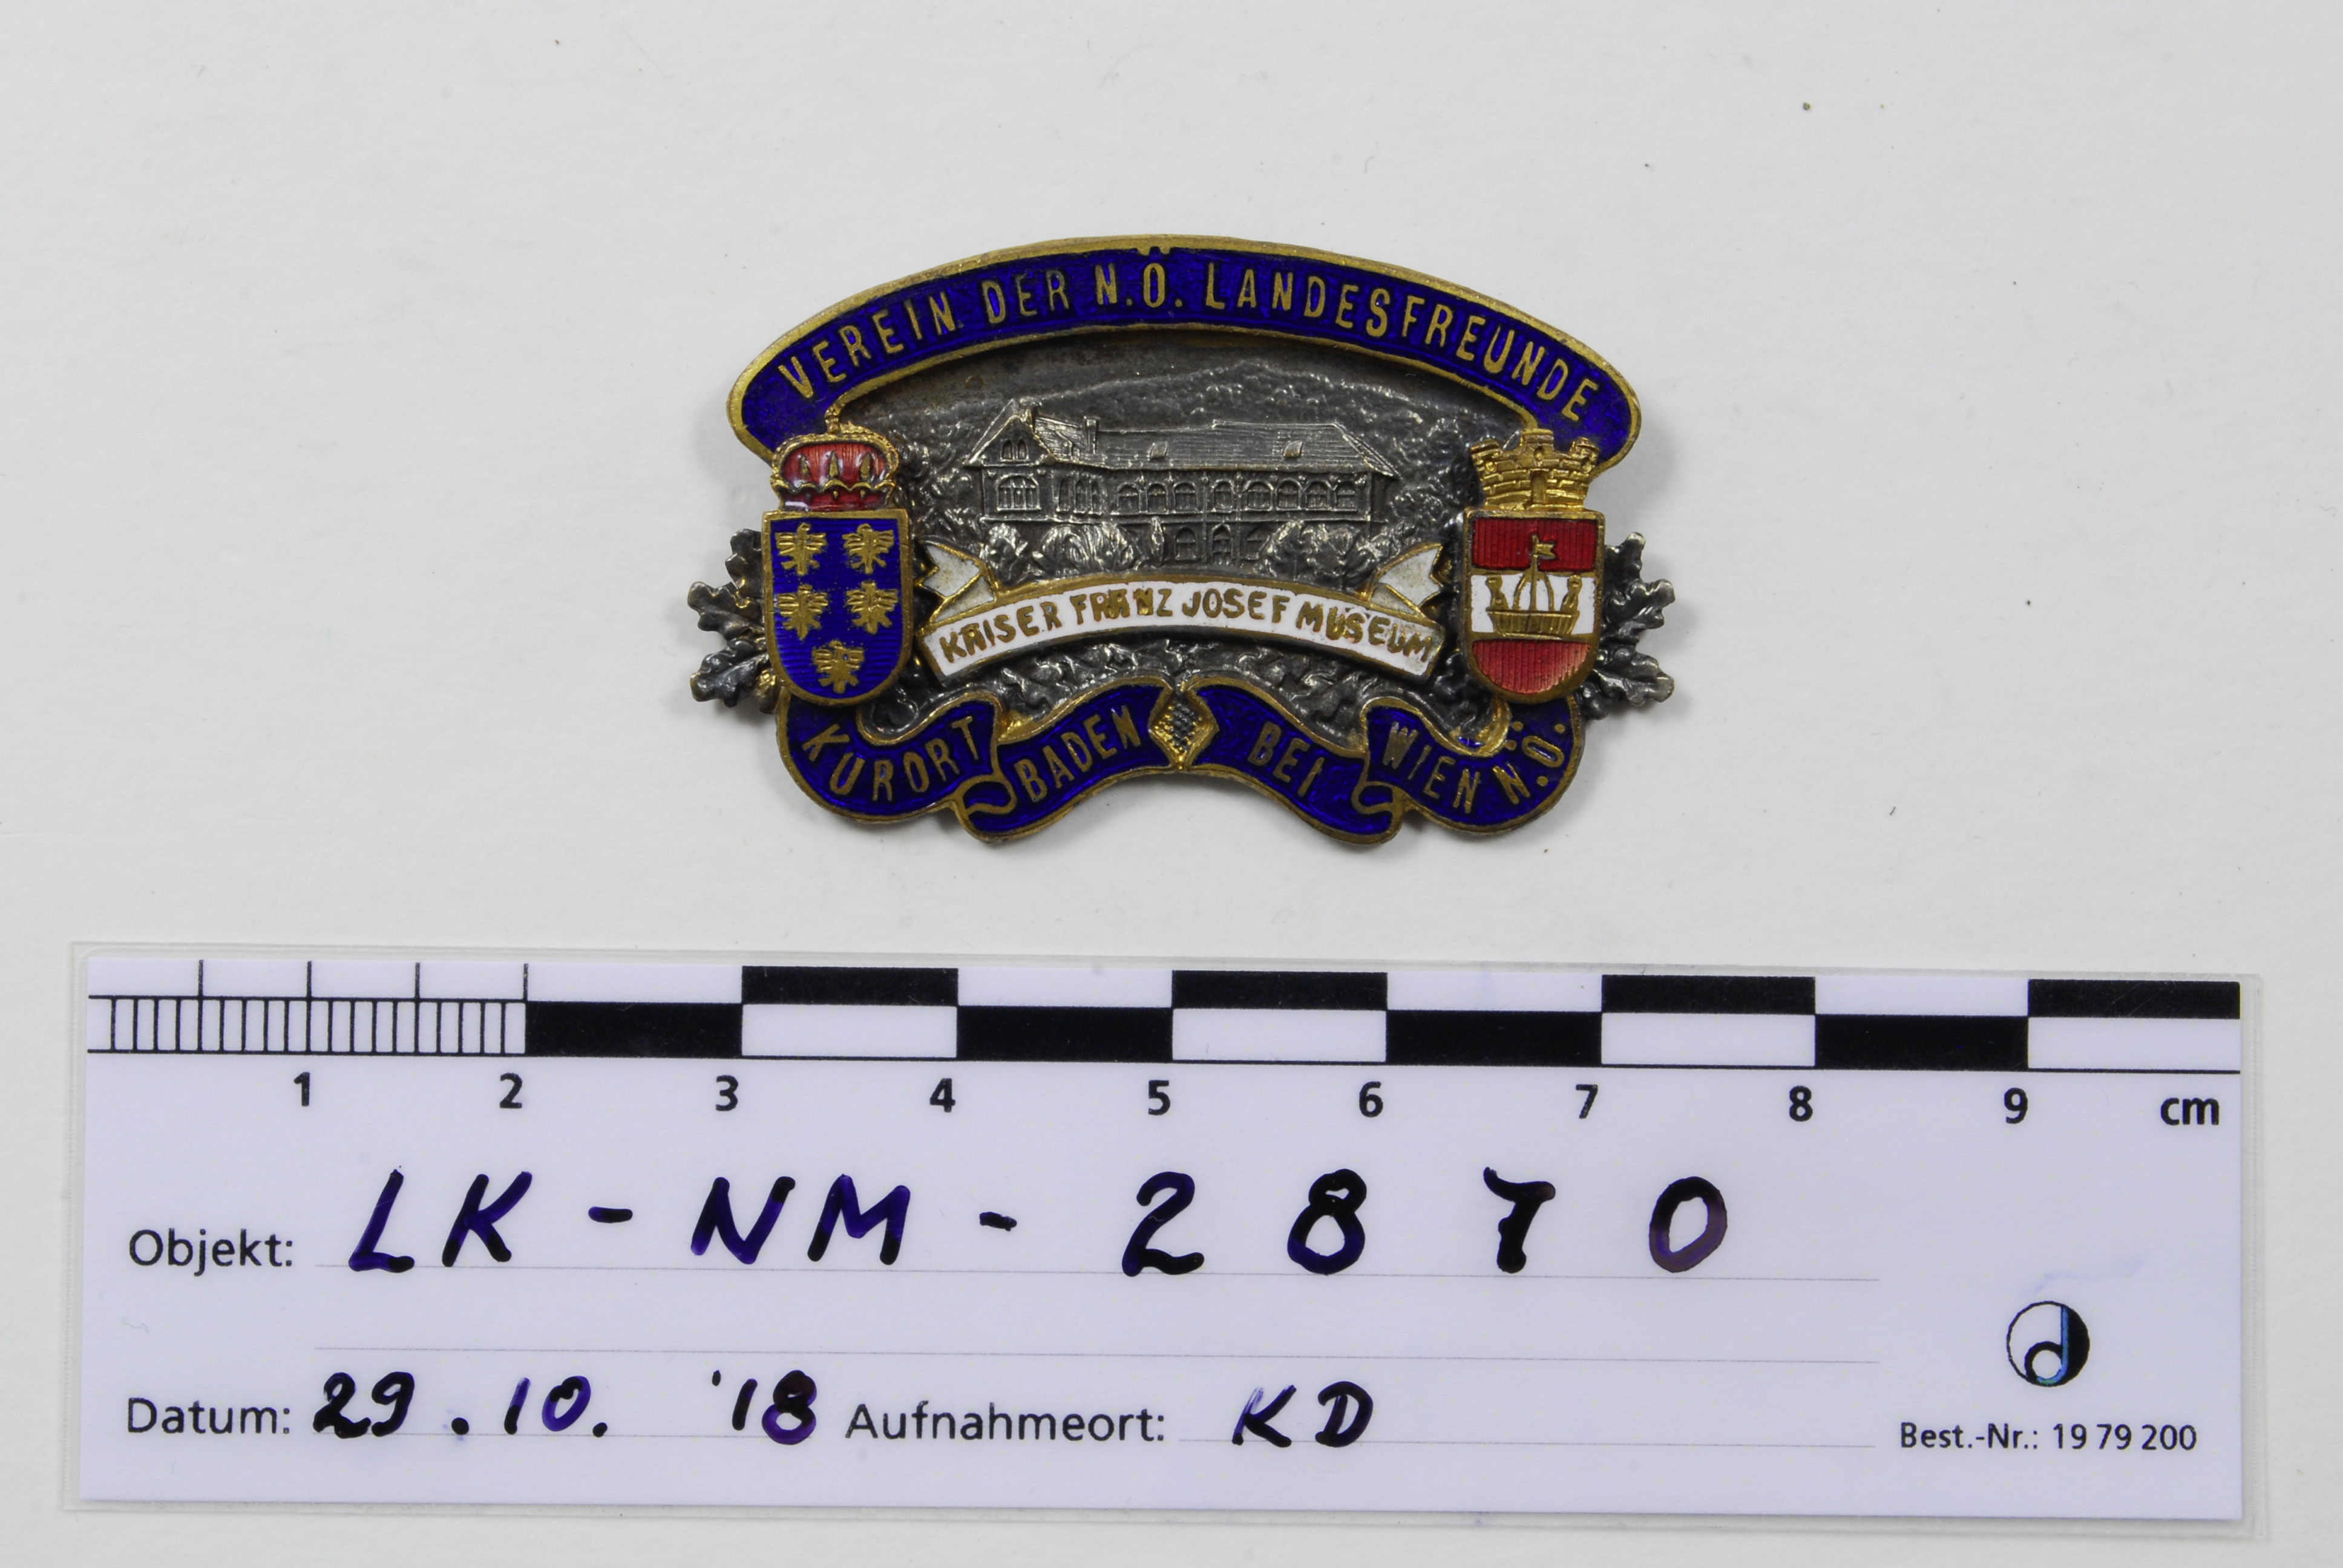 VEREIN DER N.Ö. LANDESFREUNDE
KAISER FRANZ JOSEF MUSEUM
KURORT BADEN BEI WIEN N.Ö.
1 2 3 4 5 6 7 8 9 cm
Objekt: LK-NM-2870
Datum: 29.10.'18 Aufnahmeort: KD
Best.-Nr.: 19 79 200